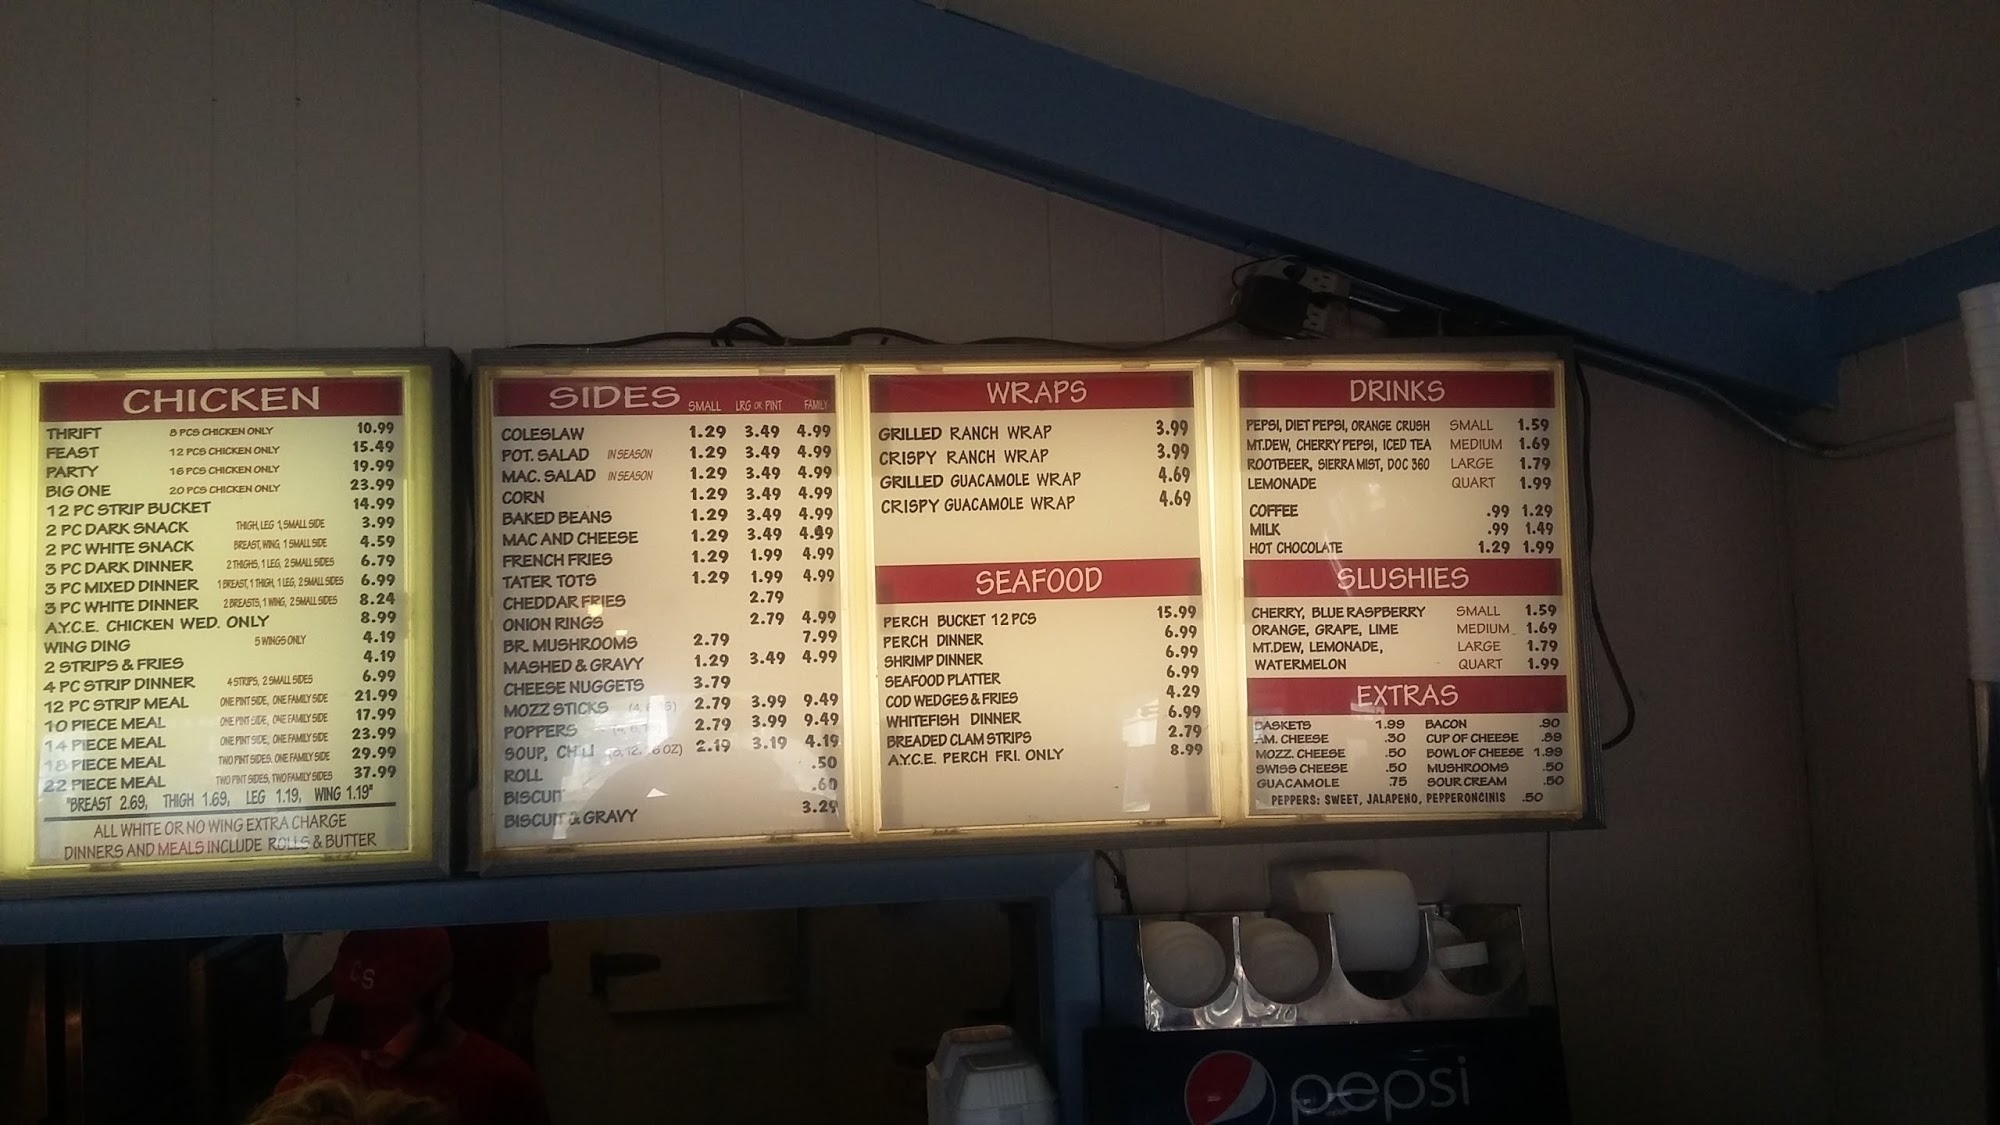 CHICKEN
THRIFT 8 PCS CHICKEN ONLY 10.99
FEAST 12 PCS CHICKEN ONLY 15.49
PARTY 16 PCS CHICKEN ONLY 19.99
BIG ONE 20 PCS CHICKEN ONLY 23.99
12 PC STRIP BUCKET 14.99
2 PC DARK SNACK THIGH, LEG 1, SMALL SIDE 3.99
2 PC WHITE SNACK BREAST, WING, 1 SMALL SIDE 4.59
3 PC DARK DINNER 2 THIGHS, 1 LEG, 2 SMALL SIDES 6.79
3 PC MIXED DINNER 1 BREAST, 1 THIGH, 1 LEG, 2 SMALL SIDES 6.99
3 PC WHITE DINNER 2 BREASTS, 1 WING, 2 SMALL SIDES 8.24
A.Y.C.E. CHICKEN WED. ONLY 8.99
WING DING 5 WINGS ONLY 4.19
2 STRIPS & FRIES 4.19
4 PC STRIP DINNER 4 STRIPS, 2 SMALL SIDES 6.99
12 PC STRIP MEAL ONE PINT SIDE, ONE FAMILY SIDE 21.99
10 PIECE MEAL ONE PINT SIDE, ONE FAMILY SIDE 17.99
14 PIECE MEAL ONE PINT SIDE, ONE FAMILY SIDE 23.99
18 PIECE MEAL TWO PINT SIDES, ONE FAMILY SIDE 29.99
22 PIECE MEAL TWO PINT SIDES, TWO FAMILY SIDES 37.99
"BREAST 2.69, THIGH 1.69, LEG 1.19, WING 1.19"
ALL WHITE OR NO WING EXTRA CHARGE
DINNERS AND MEALS INCLUDE ROLLS & BUTTER
SIDES SMALL LRG OR PINT FAMILY
COLESLAW 1.29 3.49 4.99
POT. SALAD IN SEASON 1.29 3.49 4.99
MAC. SALAD IN SEASON 1.29 3.49 4.99
CORN 1.29 3.49 4.99
BAKED BEANS 1.29 3.49 4.99
MAC AND CHEESE 1.29 3.49 4.99
FRENCH FRIES 1.29 1.99 4.99
TATER TOTS 1.29 1.99 4.99
CHEDDAR FRIES 2.79
ONION RINGS 2.79 4.99
BR. MUSHROOMS 2.79 7.99
MASHED & GRAVY 1.29 3.49 4.99
CHEESE NUGGETS 3.79
MOZZ STICKS 2.79 3.99 9.49
POPPERS 2.79 3.99 9.49
SOUP, CHILI 2.19 3.19 4.19
ROLL .50
BISCUIT .60
BISCUIT & GRAVY 3.29
WRAPS
GRILLED RANCH WRAP 3.99
CRISPY RANCH WRAP 3.99
GRILLED GUACAMOLE WRAP 4.69
CRISPY GUACAMOLE WRAP 4.69
SEAFOOD
PERCH BUCKET 12 PCS 15.99
PERCH DINNER 6.99
SHRIMP DINNER 6.99
SEAFOOD PLATTER 6.99
COD WEDGES & FRIES 4.29
WHITEFISH DINNER 6.99
BREADED CLAM STRIPS 2.79
A.Y.C.E. PERCH FRI. ONLY 8.99
DRINKS
PEPSI, DIET PEPSI, ORANGE CRUSH SMALL 1.59
MT.DEW, CHERRY PEPSI, ICED TEA MEDIUM 1.69
ROOTBEER, SIERRA MIST, DOC 360 LARGE 1.79
LEMONADE QUART 1.99
COFFEE .99 1.29
MILK .99 1.49
HOT CHOCOLATE 1.29 1.99
SLUSHIES
CHERRY, BLUE RASPBERRY SMALL 1.59
ORANGE, GRAPE, LIME MEDIUM 1.69
MT.DEW, LEMONADE, LARGE 1.79
WATERMELON QUART 1.99
EXTRAS
BASKETS 1.99 BACON .90
AM. CHEESE .30 CUP OF CHEESE .89
MOZZ. CHEESE .50 BOWL OF CHEESE 1.99
SWISS CHEESE .50 MUSHROOMS .50
GUACAMOLE .75 SOUR CREAM .50
PEPPERS: SWEET, JALAPENO, PEPPERONCINIS .50
CS
pepsi